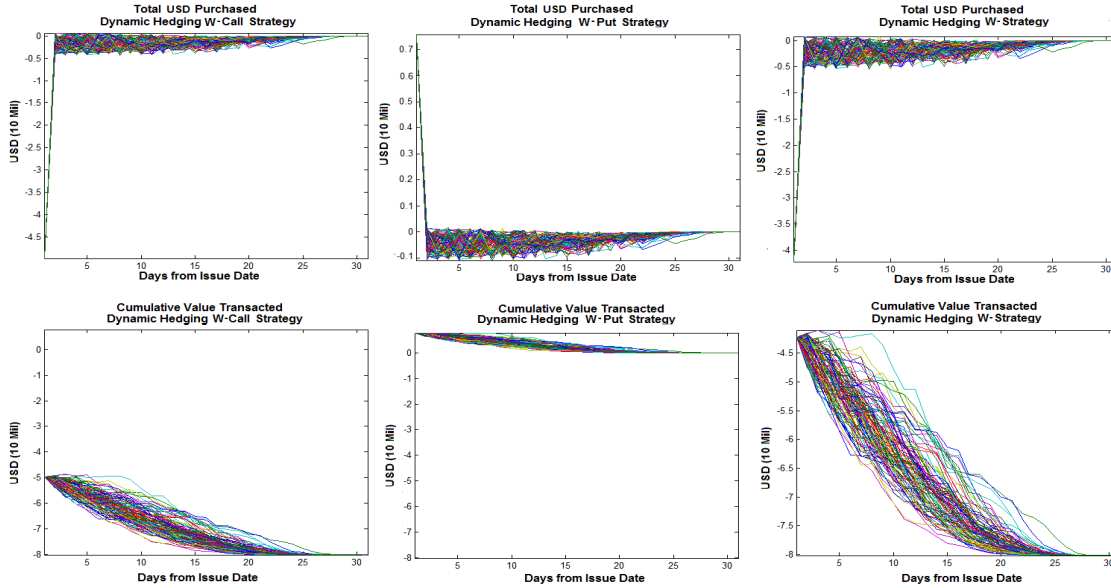 Total USD Purchased
Dynamic Hedging W-Call Strategy
USD (10 Mil)
0
-0.5
-1
-1.5
-2
-2.5
-3
-3.5
-4
-4.5
5 10 15 20 25 30
Days from Issue Date
Total USD Purchased
Dynamic Hedging W-Put Strategy
USD (10 Mil)
0.7
0.6
0.5
0.4
0.3
0.2
0.1
0
-0.1
5 10 15 20 25 30
Days from Issue Date
Total USD Purchased
Dynamic Hedging W-Strategy
USD (10 Mil)
0
-0.5
-1
-1.5
-2
-2.5
-3
-3.5
-4
5 10 15 20 25 30
Days from Issue Date
Cumulative Value Transacted
Dynamic Hedging W-Call Strategy
USD (10 Mil)
0
-1
-2
-3
-4
-5
-6
-7
-8
5 10 15 20 25 30
Days from Issue Date
Cumulative Value Transacted
Dynamic Hedging W-Put Strategy
USD (10 Mil)
0
-1
-2
-3
-4
-5
-6
-7
-8
5 10 15 20 25 30
Days from Issue Date
Cumulative Value Transacted
Dynamic Hedging W-Strategy
USD (10 Mil)
-4.5
-5
-5.5
-6
-6.5
-7
-7.5
-8
5 10 15 20 25 30
Days from Issue Date